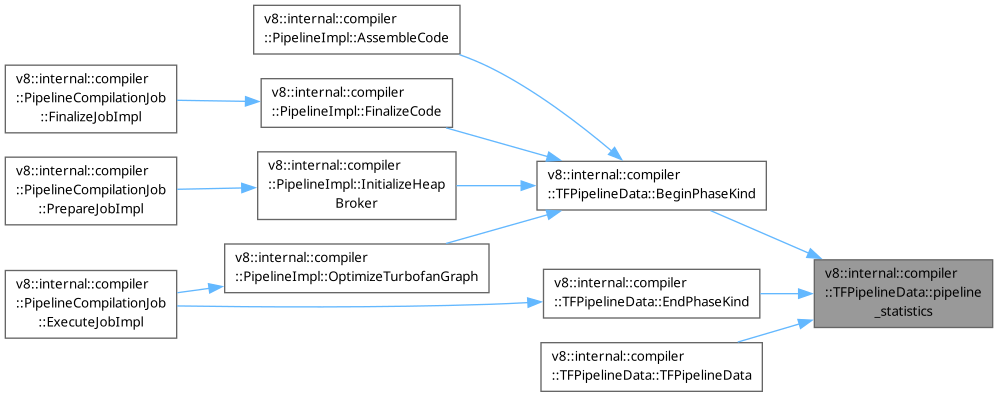 v8::internal::compiler
::PipelineImpl::AssembleCode
v8::internal::compiler
::PipelineCompilationJob
::FinalizeJobImpl
v8::internal::compiler
::PipelineImpl::FinalizeCode
v8::internal::compiler
::PipelineCompilationJob
::PrepareJobImpl
v8::internal::compiler
::PipelineImpl::InitializeHeap
Broker
v8::internal::compiler
::TFPipelineData::BeginPhaseKind
v8::internal::compiler
::PipelineImpl::OptimizeTurbofanGraph
v8::internal::compiler
::PipelineCompilationJob
::ExecuteJobImpl
v8::internal::compiler
::TFPipelineData::EndPhaseKind
v8::internal::compiler
::TFPipelineData::pipeline
_statistics
v8::internal::compiler
::TFPipelineData::TFPipelineData